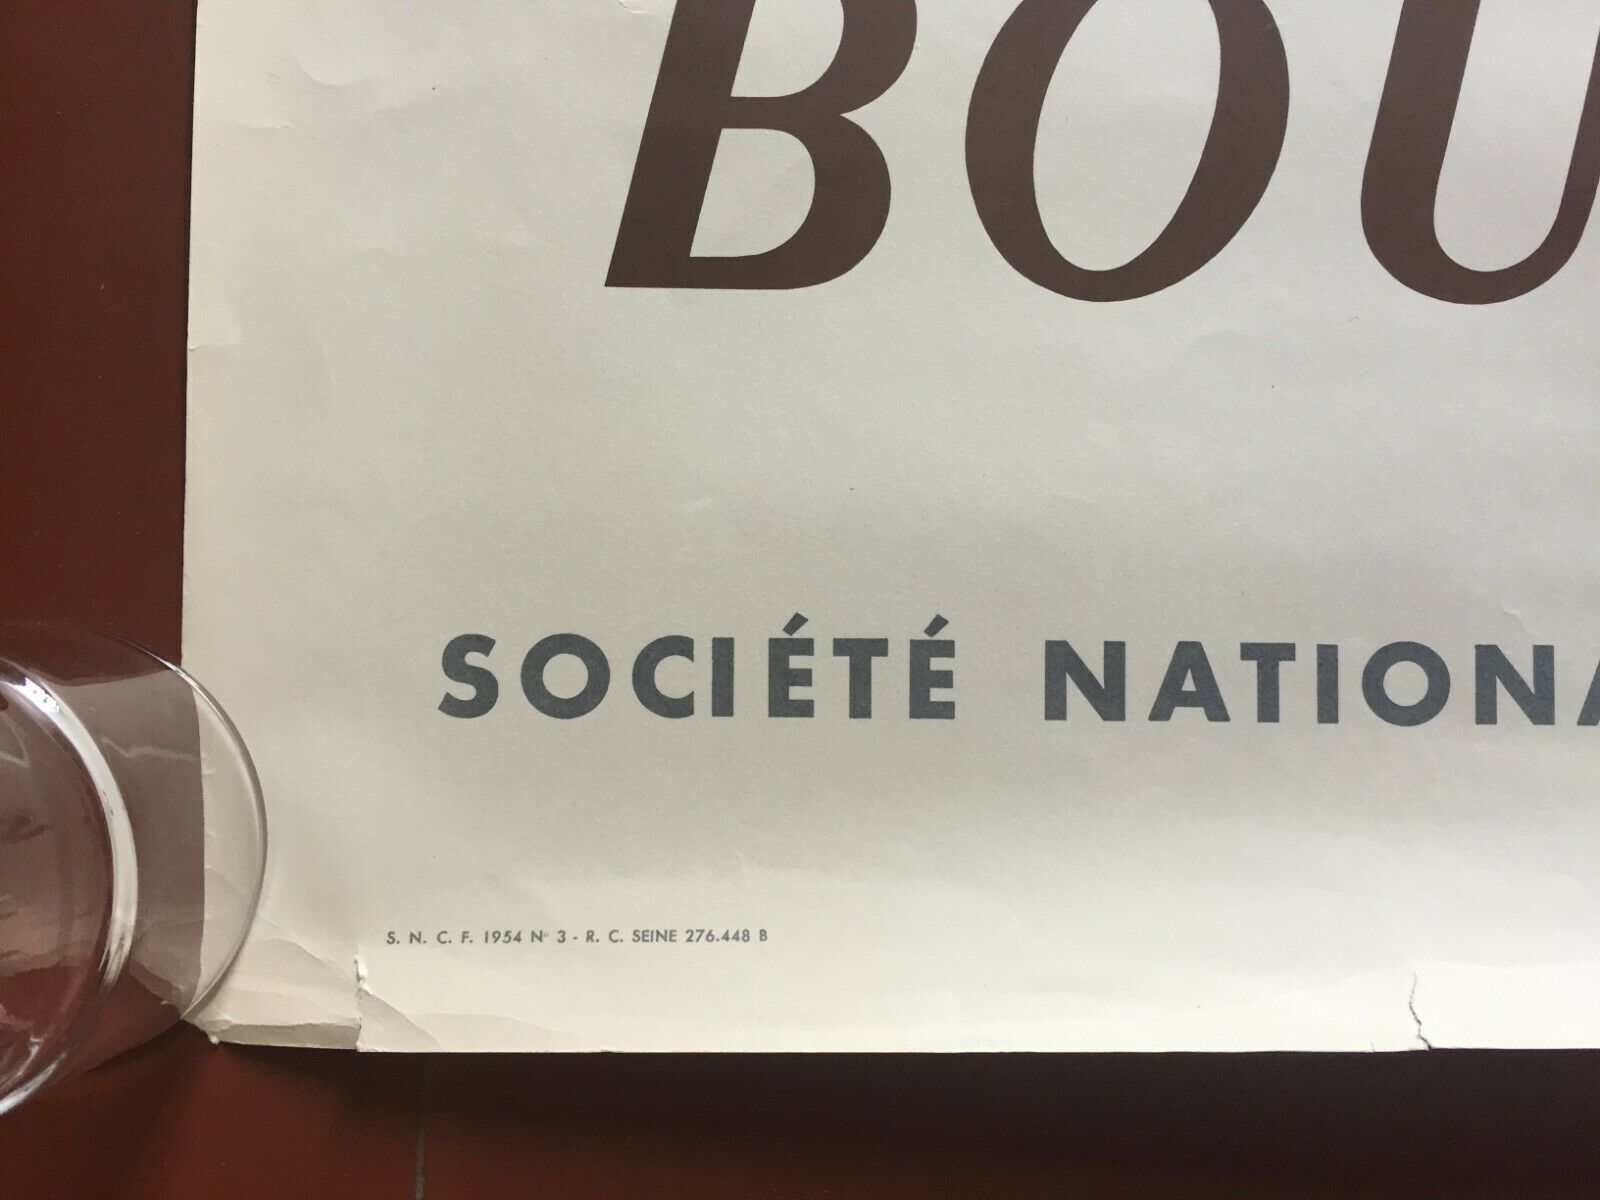 BOU
SOCIÉTÉ NATIONA
S. N. C. F. 1954 N° 3 - R. C. SEINE 276.448 B